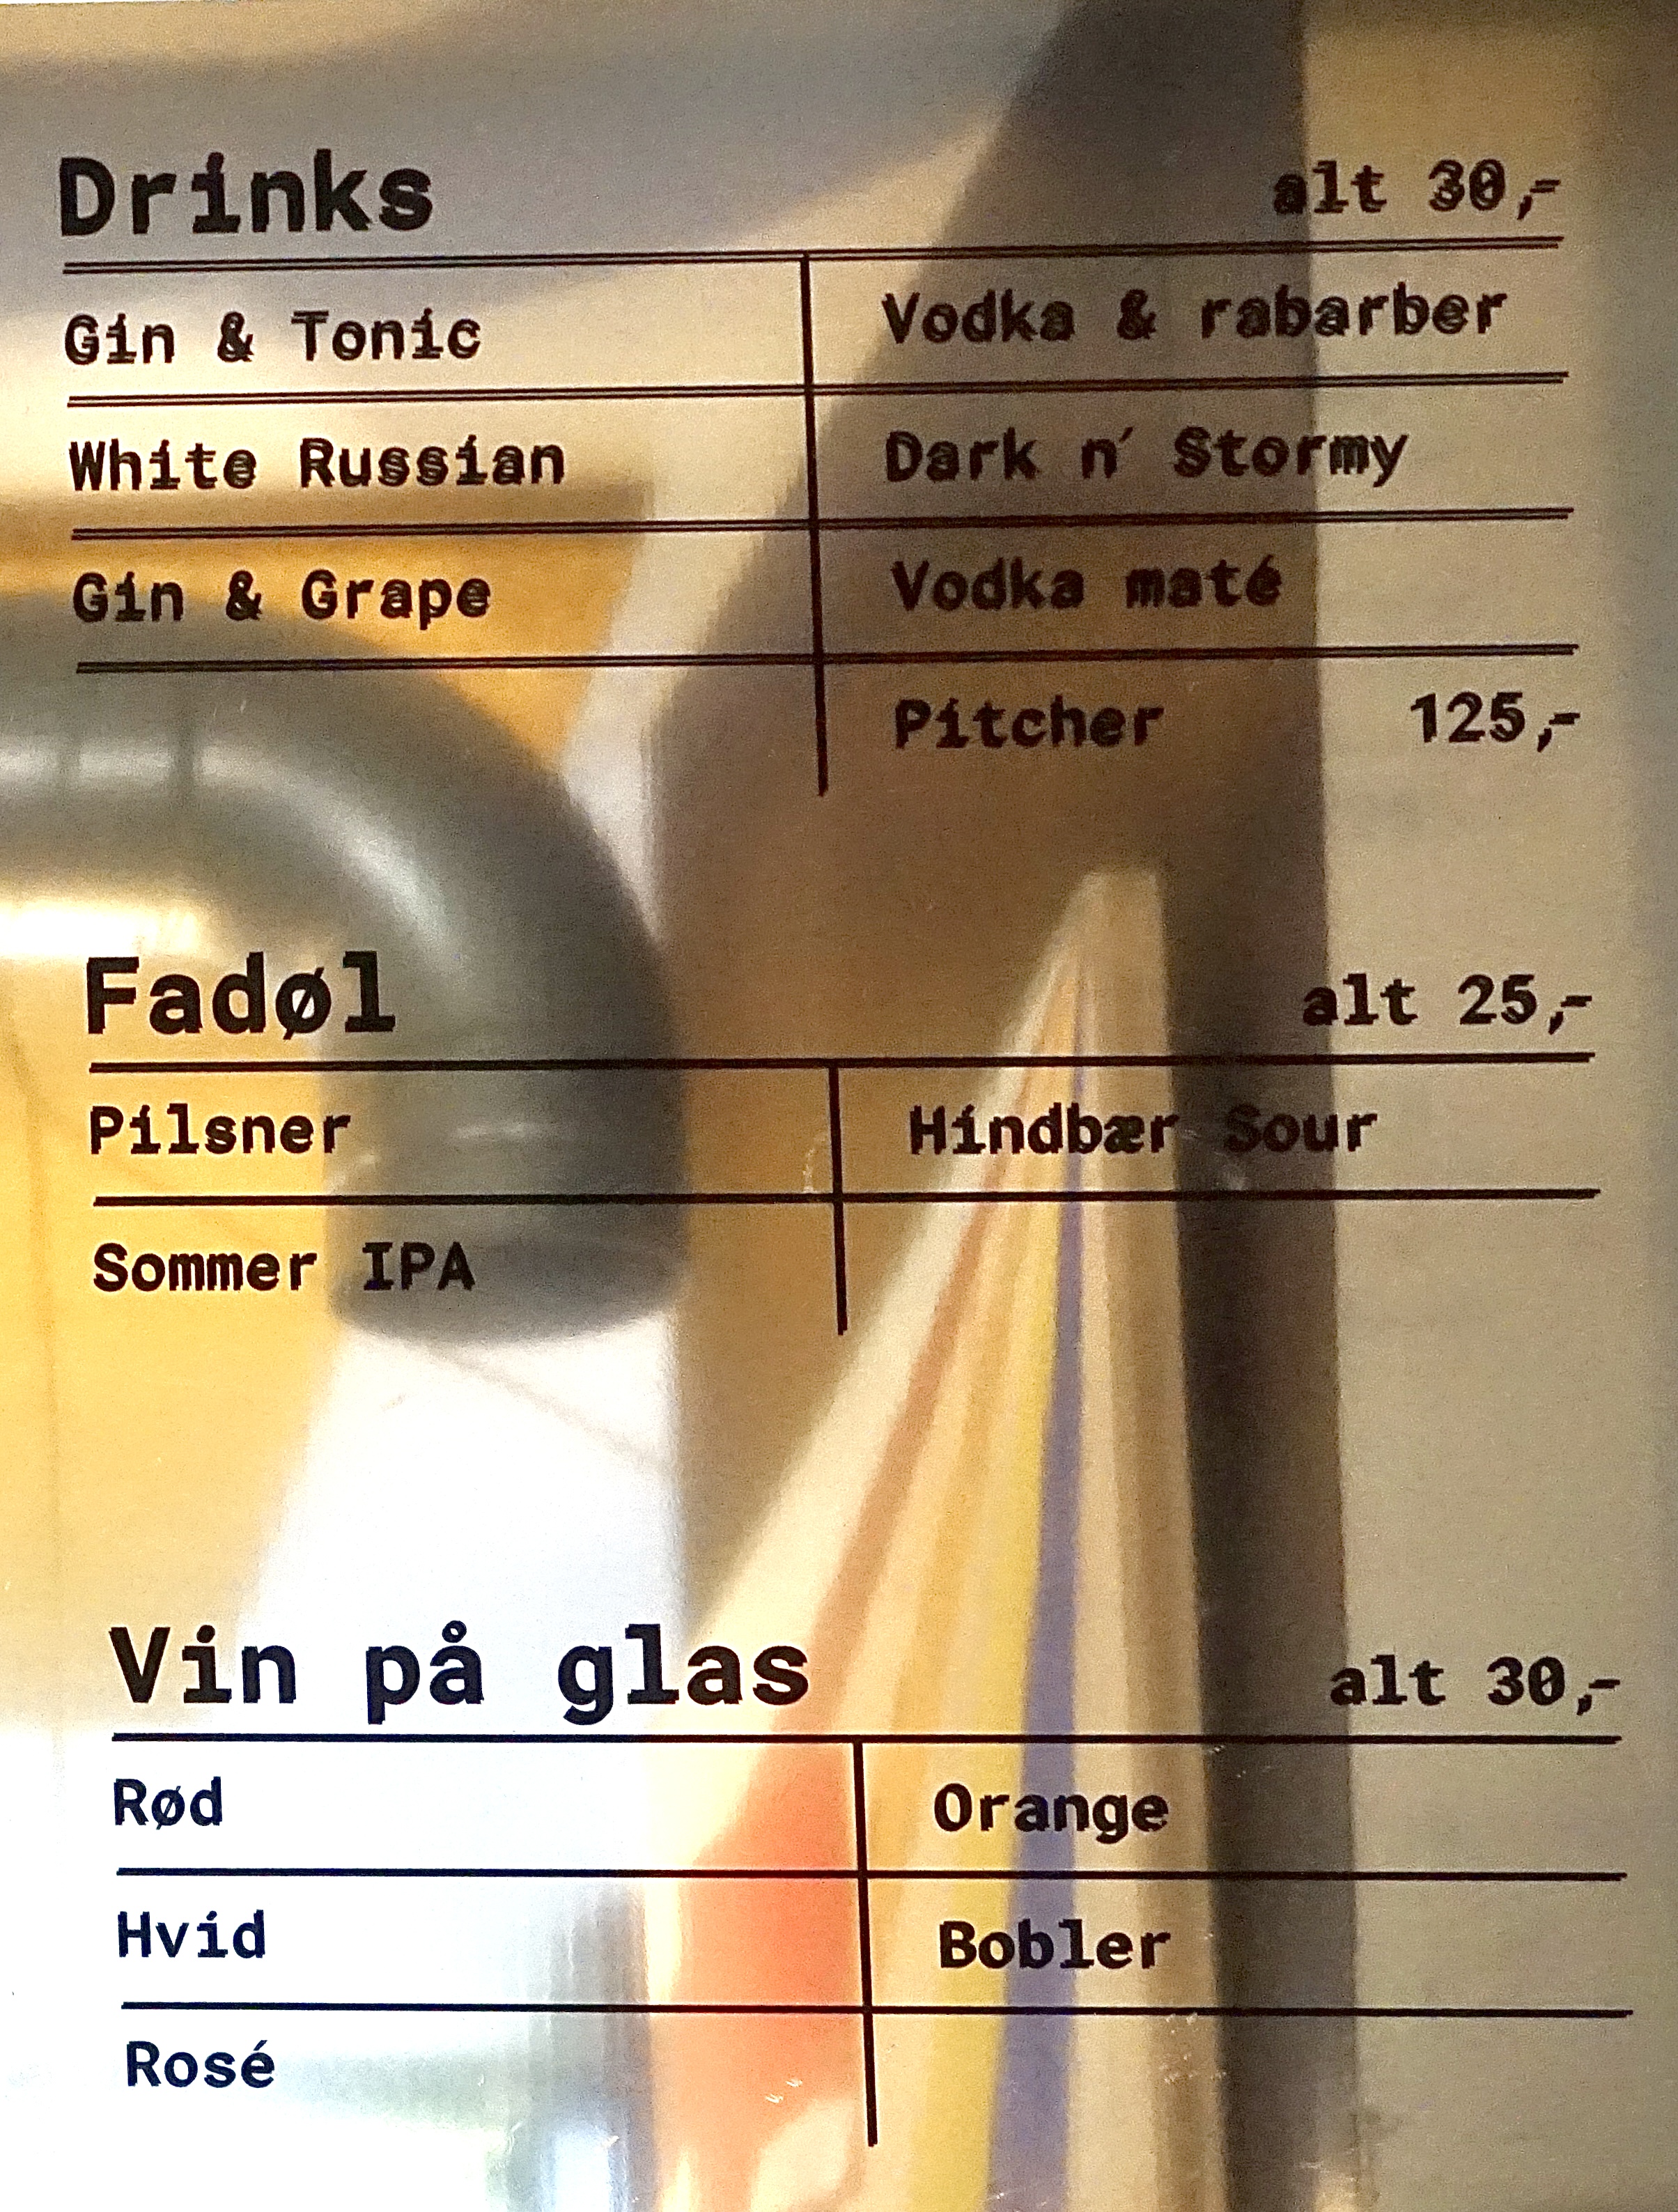 Drinks alt 30,-
Gin & Tonic
Vodka & rabarber
White Russian
Dark n´ Stormy
Gin & Grape
Vodka maté
Pitcher 125,-
Fadøl alt 25,-
Pilsner
Hindbær Sour
Sommer IPA
Vin på glas alt 30,-
Rød
Orange
Hvid
Bobler
Rosé